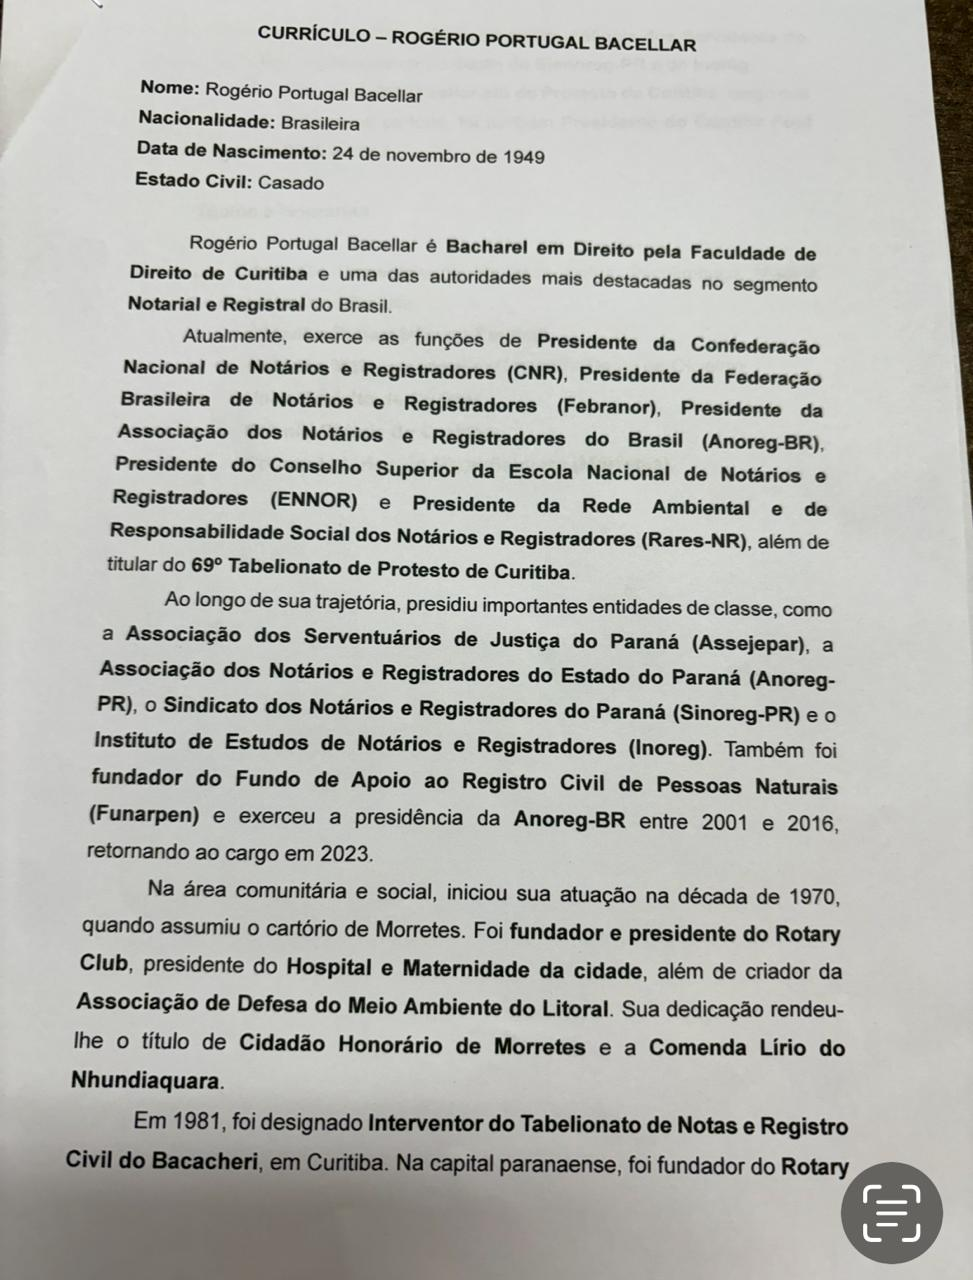 CURRÍCULO – ROGÉRIO PORTUGAL BACELLAR
Nome: Rogério Portugal Bacellar
Nacionalidade: Brasileira
Data de Nascimento: 24 de novembro de 1949
Estado Civil: Casado
Rogério Portugal Bacellar é Bacharel em Direito pela Faculdade de
Direito de Curitiba e uma das autoridades mais destacadas no segmento
Notarial e Registral do Brasil.
Atualmente, exerce as funções de Presidente da Confederação
Nacional de Notários e Registradores (CNR), Presidente da Federação
Brasileira de Notários e Registradores (Febranor), Presidente da
Associação dos Notários e Registradores do Brasil (Anoreg-BR),
Presidente do Conselho Superior da Escola Nacional de Notários e
Registradores (ENNOR) e Presidente da Rede Ambiental e de
Responsabilidade Social dos Notários e Registradores (Rares-NR), além de
titular do 69º Tabelionato de Protesto de Curitiba.
Ao longo de sua trajetória, presidiu importantes entidades de classe, como
a Associação dos Serventuários de Justiça do Paraná (Assejepar), a
Associação dos Notários e Registradores do Estado do Paraná (Anoreg-
PR), o Sindicato dos Notários e Registradores do Paraná (Sinoreg-PR) e o
Instituto de Estudos de Notários e Registradores (Inoreg). Também foi
fundador do Fundo de Apoio ao Registro Civil de Pessoas Naturais
(Funarpen) e exerceu a presidência da Anoreg-BR entre 2001 e 2016,
retornando ao cargo em 2023.
Na área comunitária e social, iniciou sua atuação na década de 1970,
quando assumiu o cartório de Morretes. Foi fundador e presidente do Rotary
Club, presidente do Hospital e Maternidade da cidade, além de criador da
Associação de Defesa do Meio Ambiente do Litoral. Sua dedicação rendeu-
lhe o título de Cidadão Honorário de Morretes e a Comenda Lírio do
Nhundiaquara.
Em 1981, foi designado Interventor do Tabelionato de Notas e Registro
Civil do Bacacheri, em Curitiba. Na capital paranaense, foi fundador do Rotary